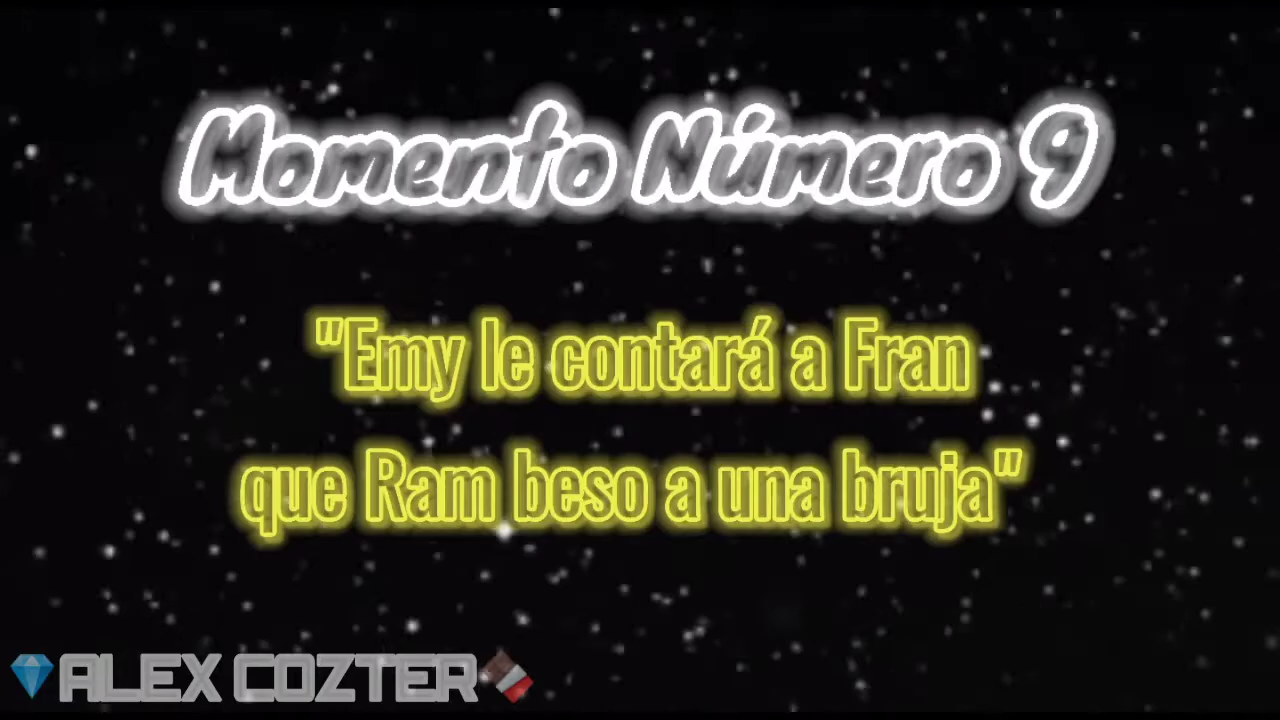 Momento Número 9
"Emy le contará a Fran
que Ram beso a una bruja"
ALEX COZTER